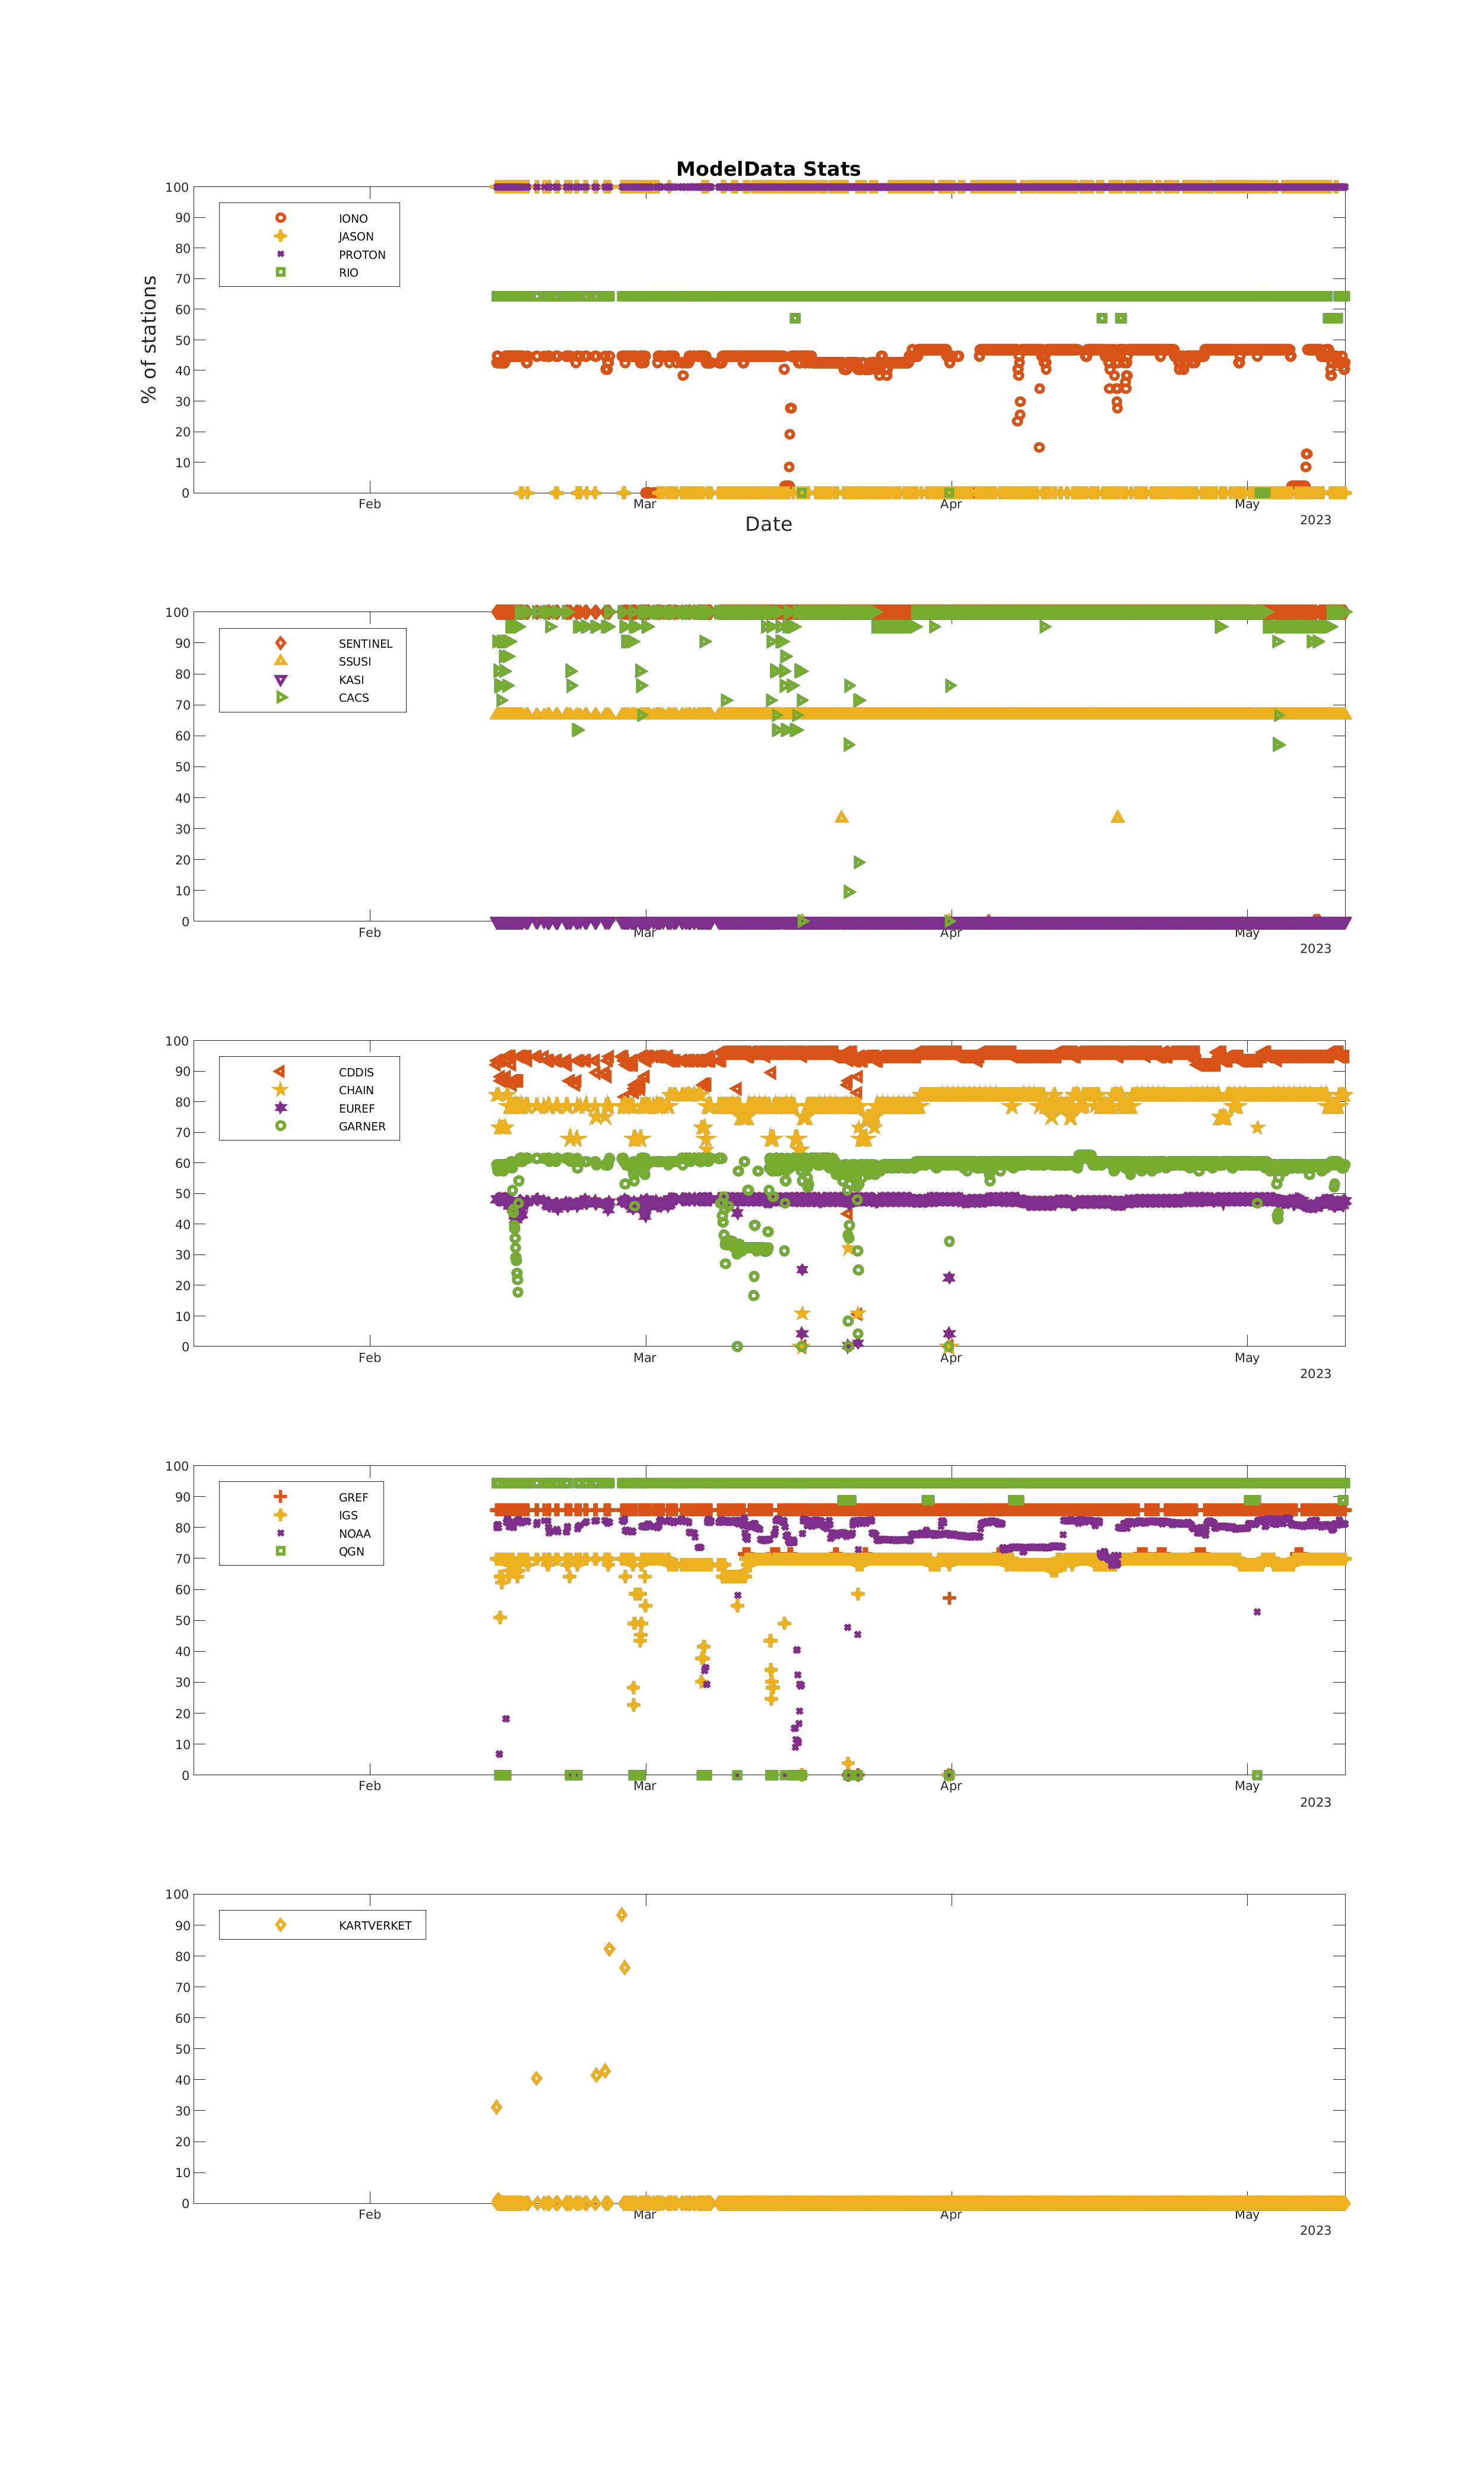 ModelData Stats
100
90
80
70
60
50
40
30
20
10
0
% of stations
IONO
JASON
PROTON
RIO
Feb Mar Apr May
2023
Date
100
90
80
70
60
50
40
30
20
10
0
SENTINEL
SSUSI
KASI
CACS
Feb Mar Apr May
2023
100
90
80
70
60
50
40
30
20
10
0
CDDIS
CHAIN
EUREF
GARNER
Feb Mar Apr May
2023
100
90
80
70
60
50
40
30
20
10
0
GREF
IGS
NOAA
QGN
Feb Mar Apr May
2023
100
90
80
70
60
50
40
30
20
10
0
KARTVERKET
Feb Mar Apr May
2023